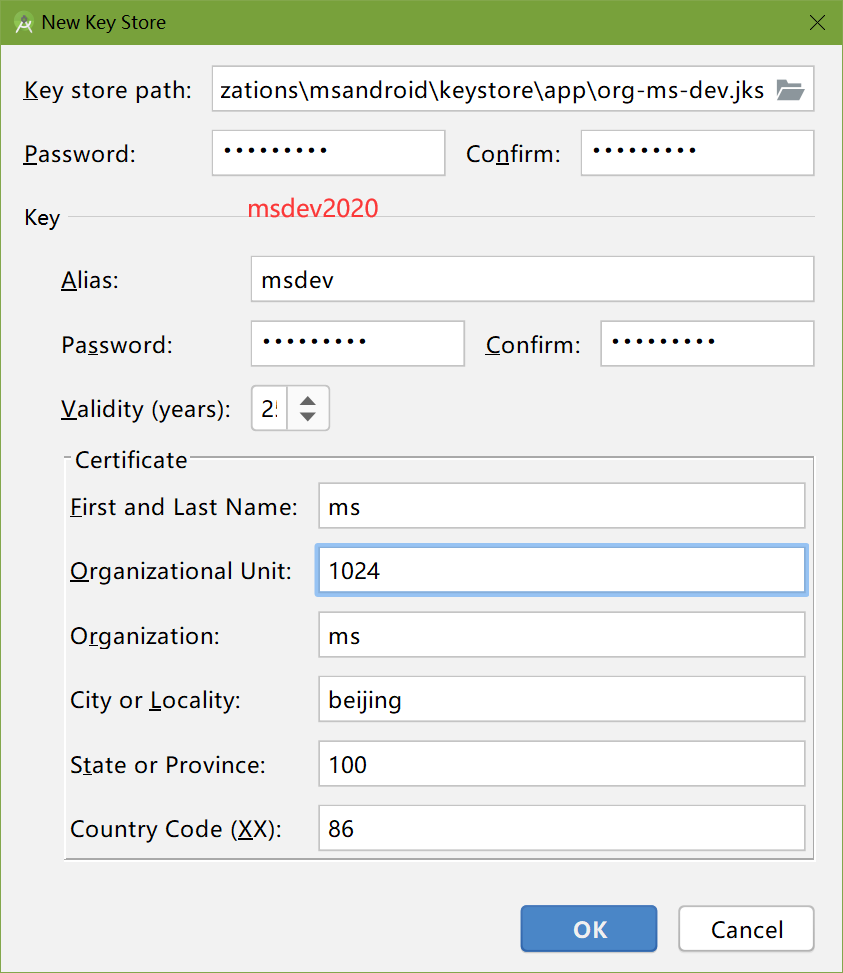 New Key Store
Key store path: zations\msandroid\keystore\app\org-ms-dev.jks
Password: ••••••••• Confirm: •••••••••
msdev2020
Key
Alias: msdev
Password: ••••••••• Confirm: •••••••••
Validity (years):
Certificate
First and Last Name: ms
Organizational Unit: 1024
Organization: ms
City or Locality: beijing
State or Province: 100
Country Code (XX): 86
OK Cancel